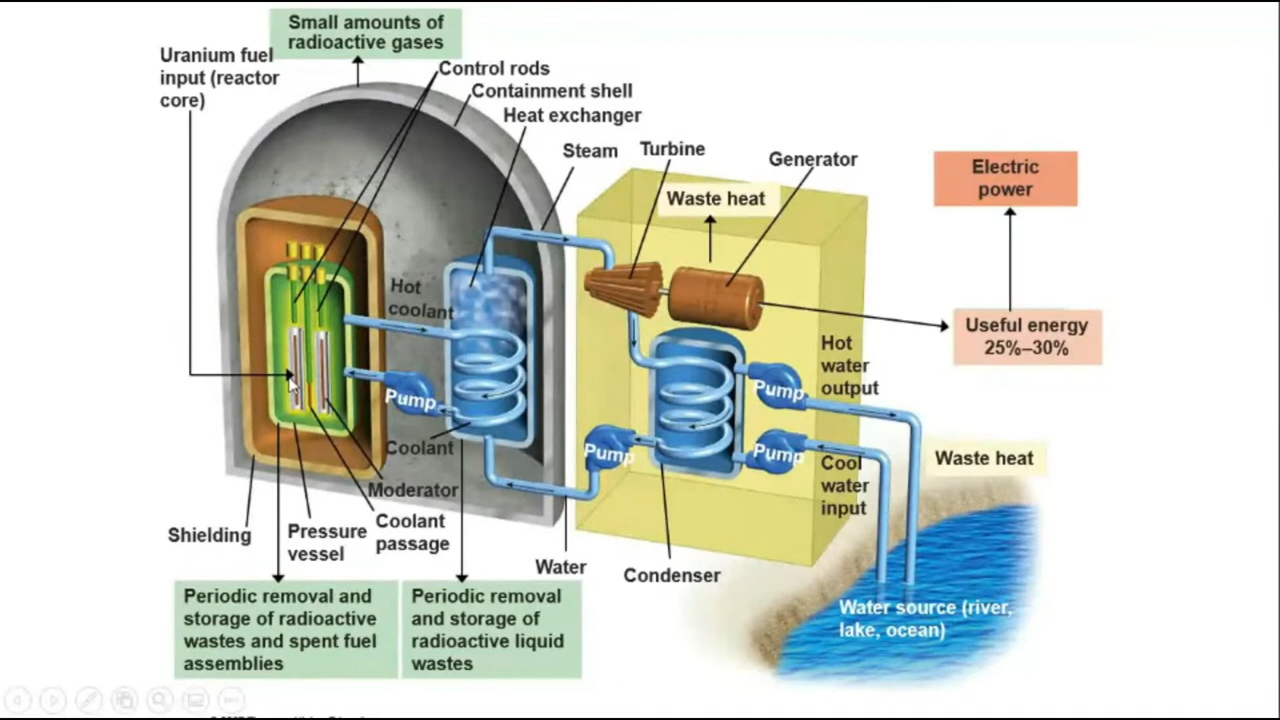 Small amounts of
radioactive gases
Uranium fuel
input (reactor
core)
Control rods
Containment shell
Heat exchanger
Steam
Turbine
Generator
Waste heat
Electric
power
Hot
coolant
Useful energy
25%–30%
Hot
water
output
Pump
Pump
Coolant
Pump
Pump
Cool
water
input
Waste heat
Moderator
Coolant
passage
Pressure
vessel
Shielding
Water
Condenser
Periodic removal and
storage of radioactive
wastes and spent fuel
assemblies
Periodic removal
and storage of
radioactive liquid
wastes
Water source (river,
lake, ocean)